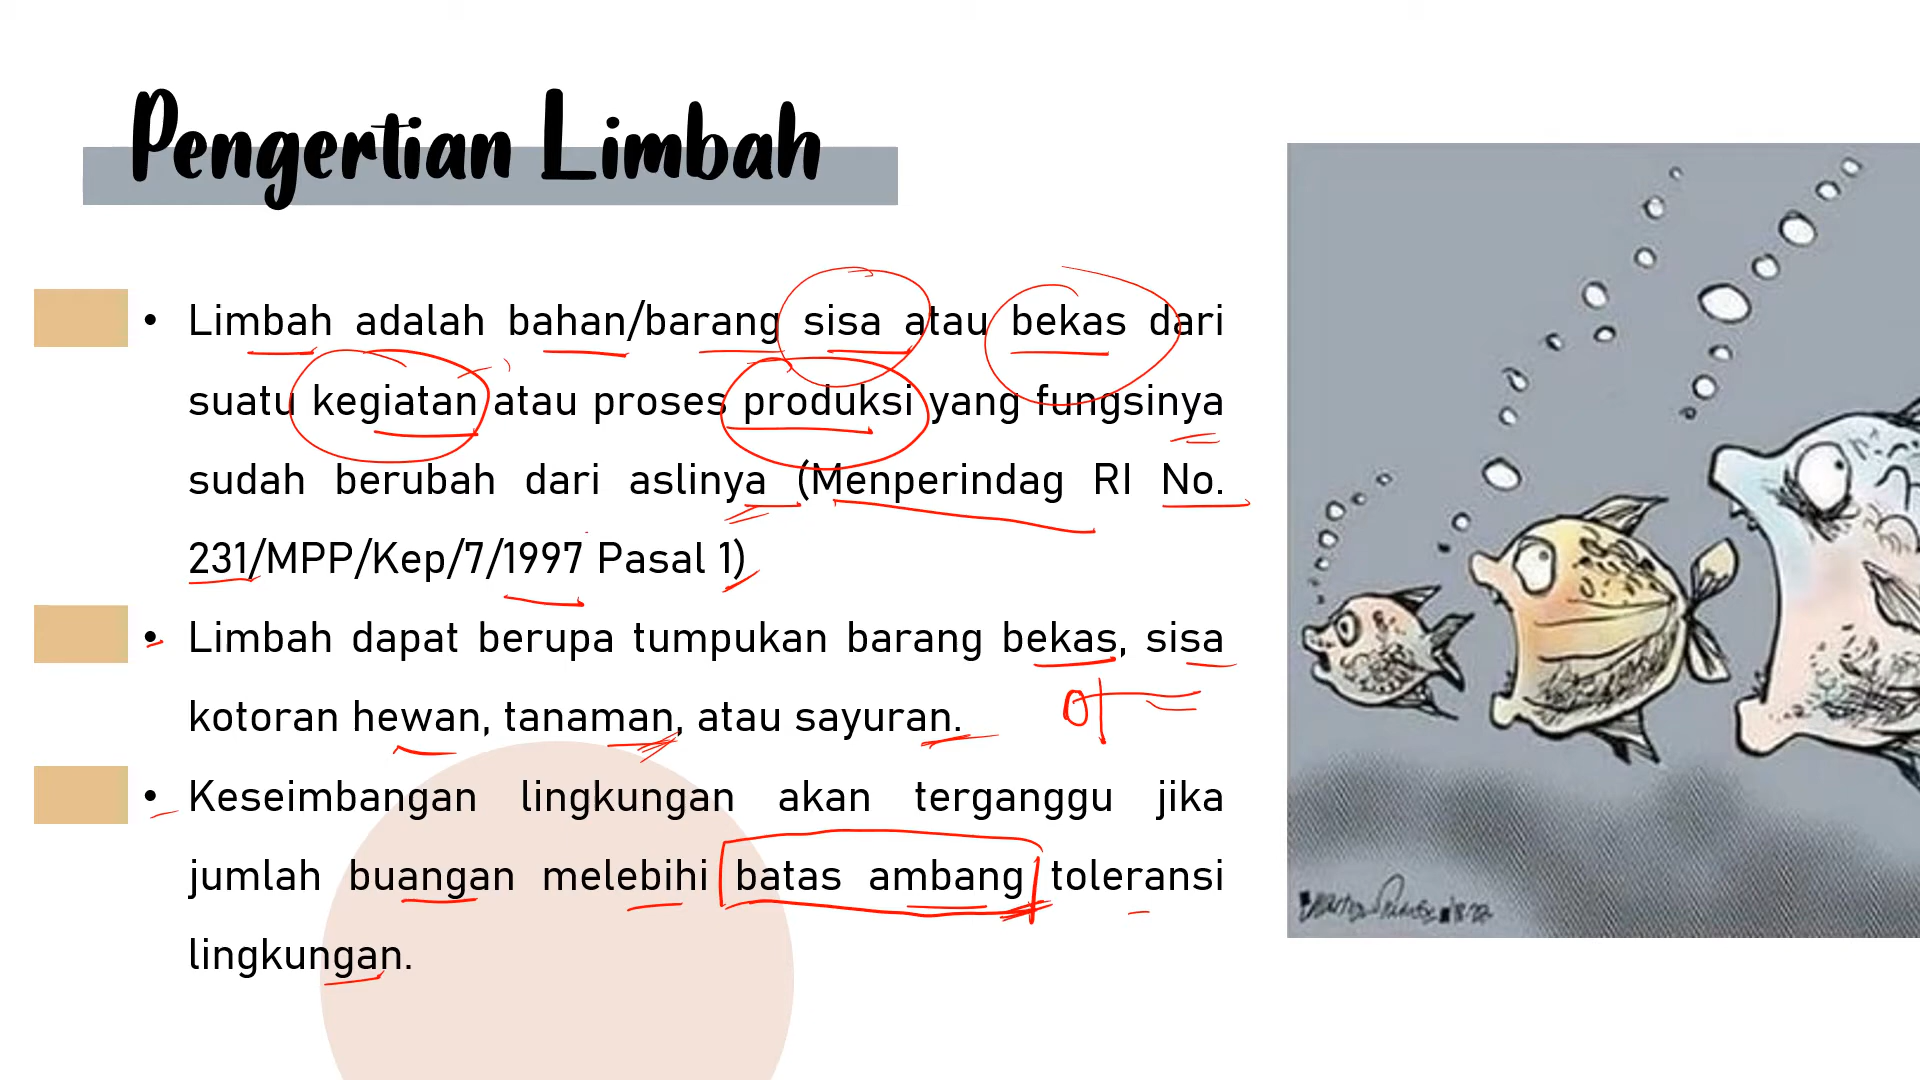 Pengertian Limbah
• Limbah adalah bahan/barang sisa atau bekas dari
suatu kegiatan atau proses produksi yang fungsinya
sudah berubah dari aslinya (Menperindag RI No.
231/MPP/Kep/7/1997 Pasal 1)
• Limbah dapat berupa tumpukan barang bekas, sisa
kotoran hewan, tanaman, atau sayuran.
• Keseimbangan lingkungan akan terganggu jika
jumlah buangan melebihi batas ambang toleransi
lingkungan.